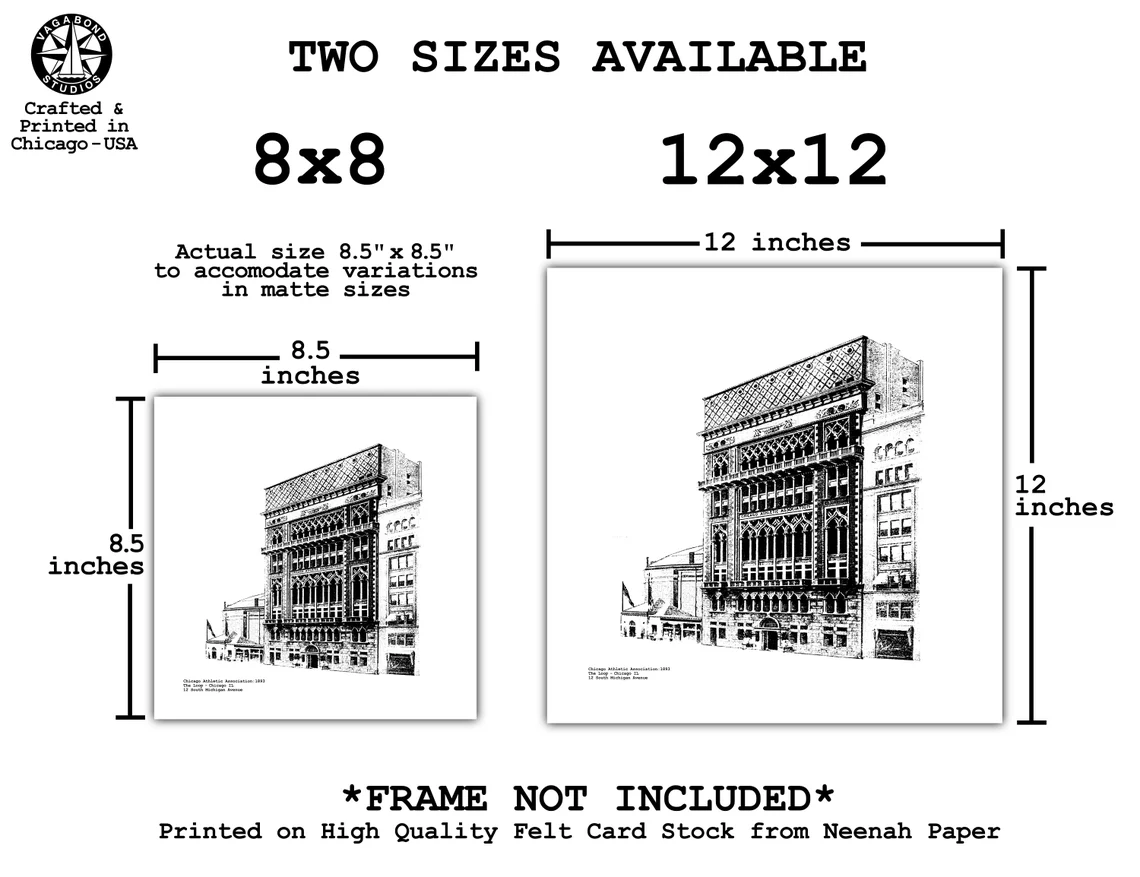 VAGABOND
STUDIOS
Crafted &
Printed in
Chicago-USA
TWO SIZES AVAILABLE
8x8
12x12
Actual size 8.5" x 8.5"
to accomodate variations
in matte sizes
8.5
inches
8.5
inches
Chicago Athletic Association:1893
The Loop - Chicago IL
12 South Michigan Avenue
12 inches
12
inches
Chicago Athletic Association:1893
The Loop - Chicago IL
12 South Michigan Avenue
*FRAME NOT INCLUDED*
Printed on High Quality Felt Card Stock from Neenah Paper